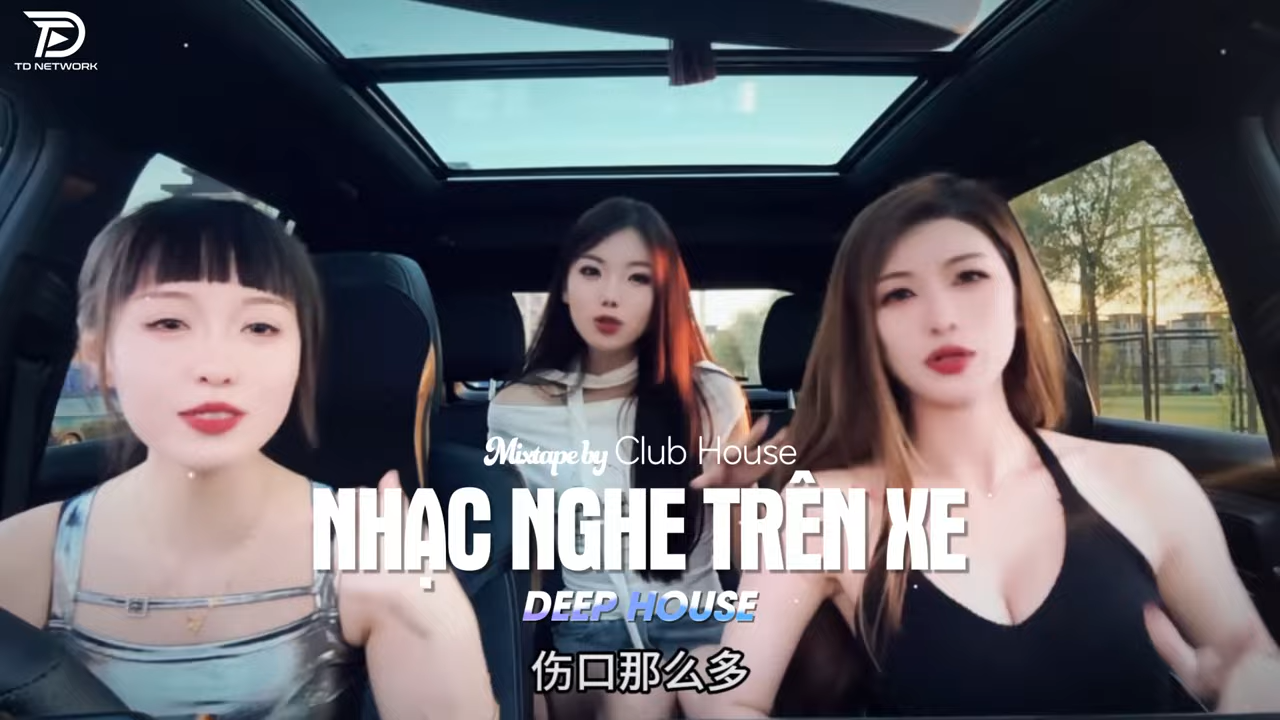 TD NETWORK
Mixtape by Club House
NHẠC NGHE TRÊN XE
DEEP HOUSE
伤口那么多